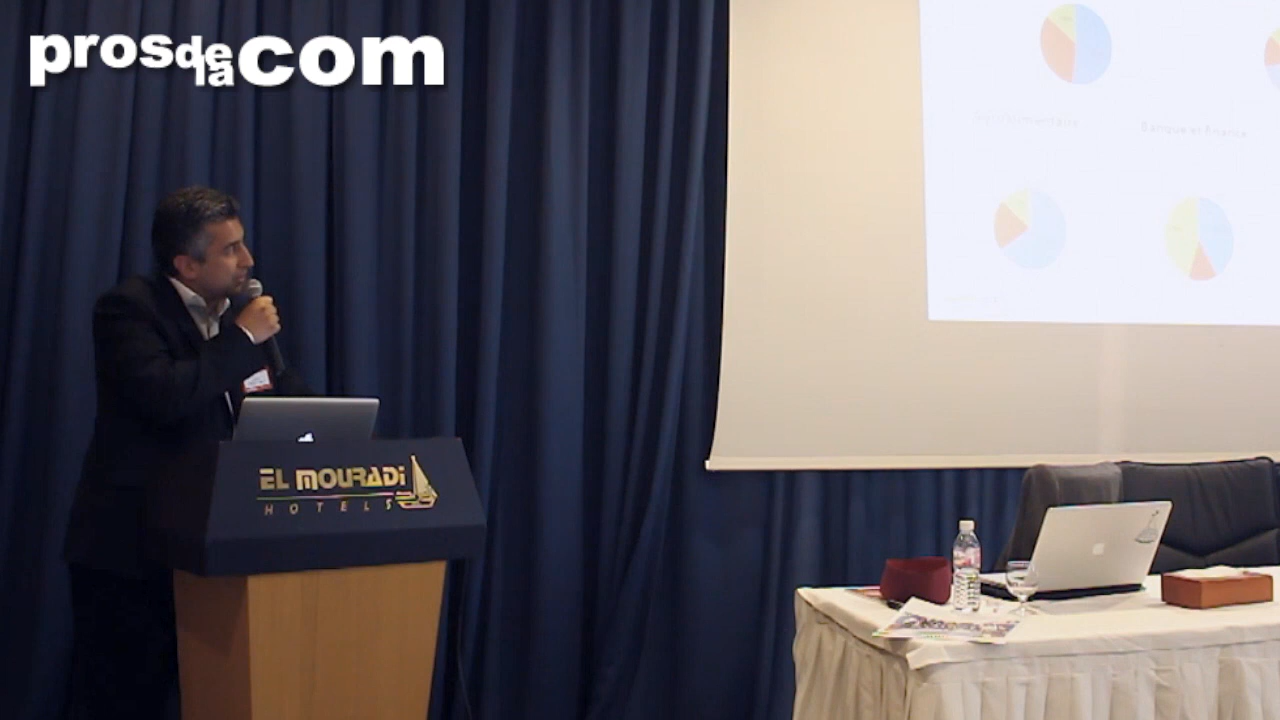 prosdelacom
EL MOURADi
HOTELS
Agroalimentaire
Banque et finance